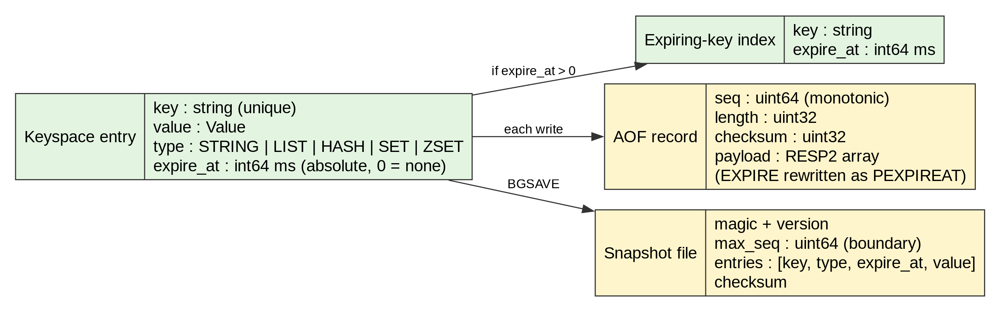 Keyspace entry
key : string (unique)
value : Value
type : STRING | LIST | HASH | SET | ZSET
expire_at : int64 ms (absolute, 0 = none)
if expire_at > 0
each write
BGSAVE
Expiring-key index
key : string
expire_at : int64 ms
AOF record
seq : uint64 (monotonic)
length : uint32
checksum : uint32
payload : RESP2 array
(EXPIRE rewritten as PEXPIREAT)
Snapshot file
magic + version
max_seq : uint64 (boundary)
entries : [key, type, expire_at, value]
checksum